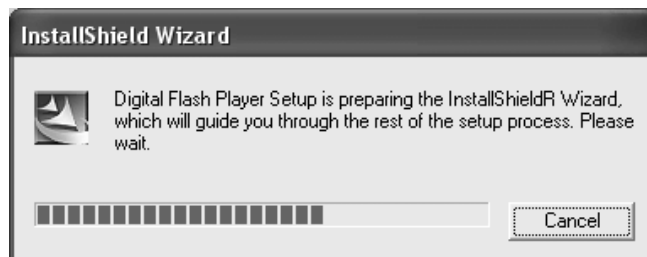 InstallShield Wizard
Digital Flash Player Setup is preparing the InstallShieldR Wizard,
which will guide you through the rest of the setup process. Please
wait.
Cancel